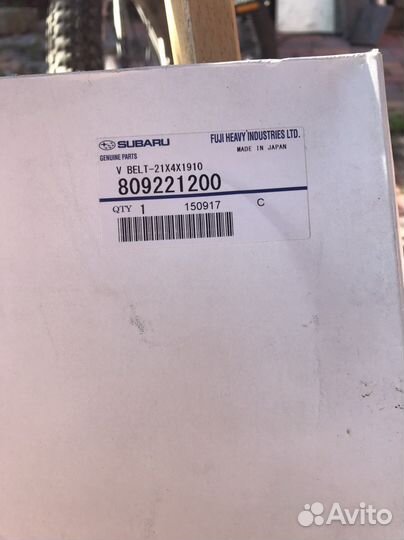 SUBARU
FUJI HEAVY INDUSTRIES LTD.
GENUINE PARTS
MADE IN JAPAN
V BELT-21X4X1910
809221200
QTY 1 150917 C
Avito